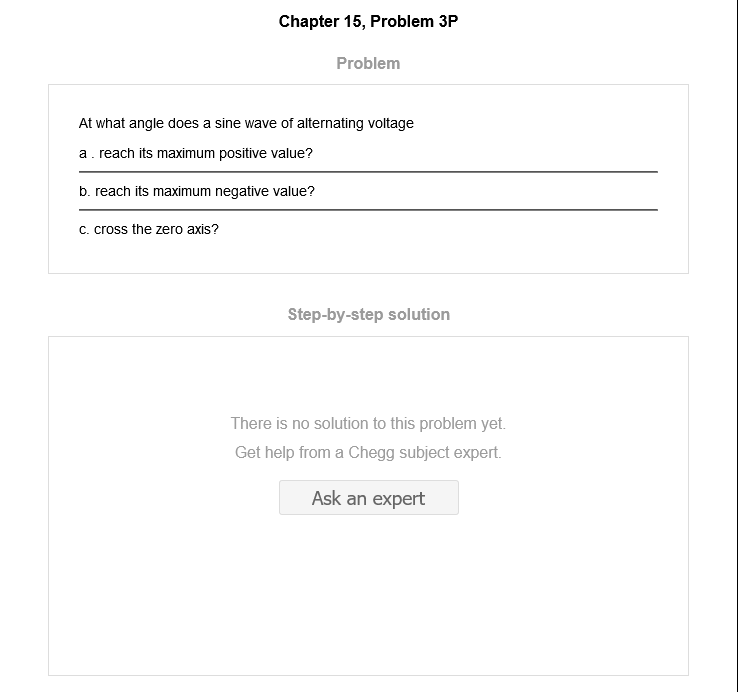 Chapter 15, Problem 3P
Problem
At what angle does a sine wave of alternating voltage
a . reach its maximum positive value?
b. reach its maximum negative value?
c. cross the zero axis?
Step-by-step solution
There is no solution to this problem yet.
Get help from a Chegg subject expert.
Ask an expert